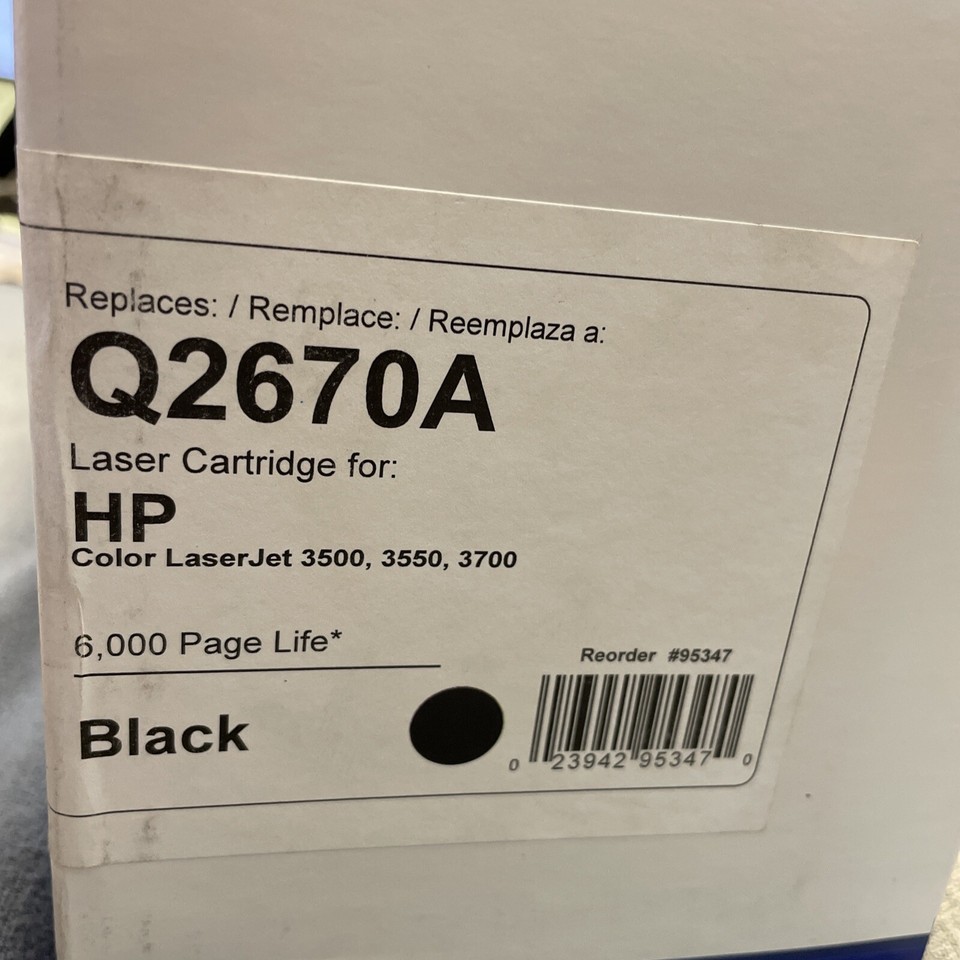 Replaces: / Remplace: / Reemplaza a:
Q2670A
Laser Cartridge for:
HP
Color LaserJet 3500, 3550, 3700
6,000 Page Life*
Reorder #95347
Black
0 23942 95347 0